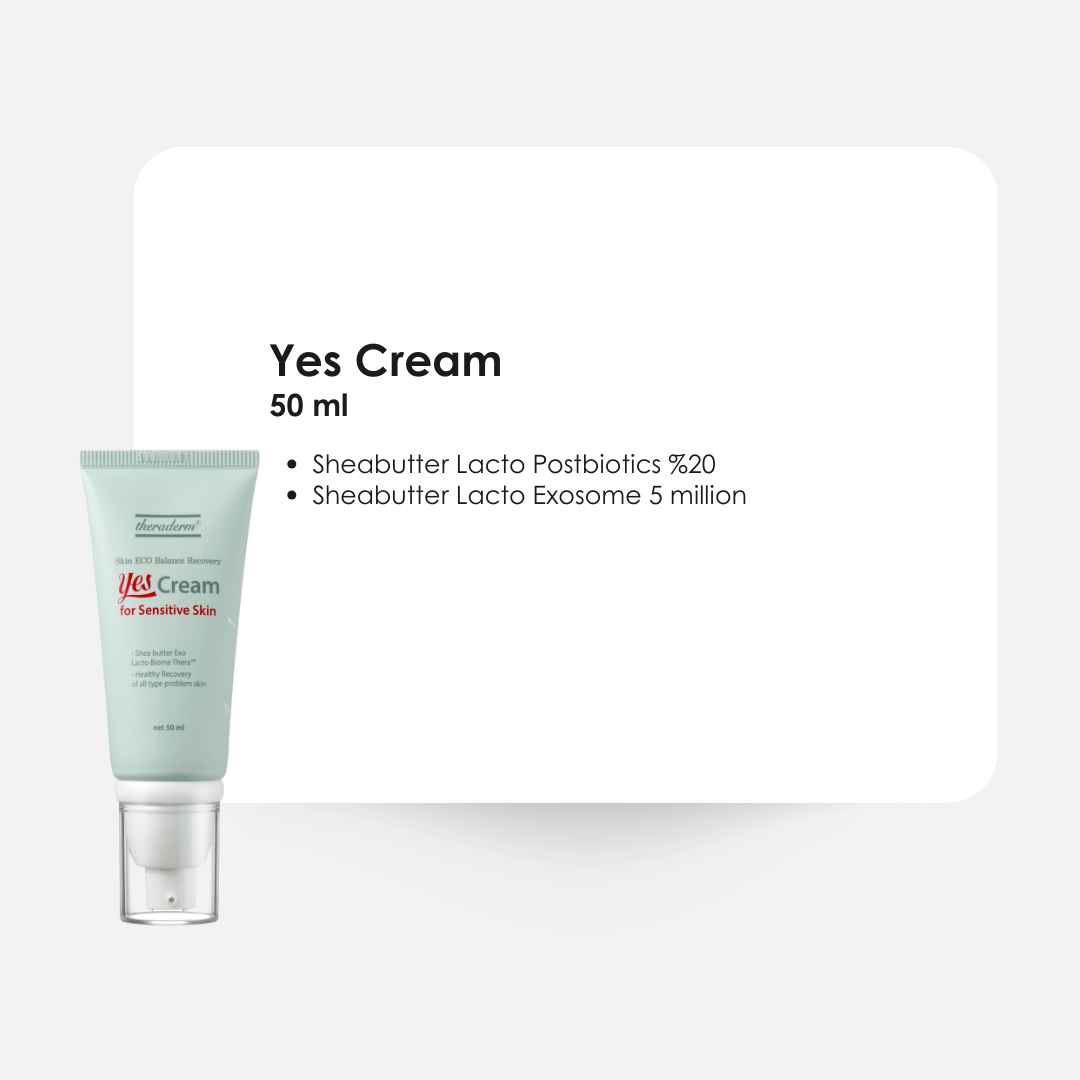 Yes Cream
50 ml
• Sheabutter Lacto Postbiotics %20
• Sheabutter Lacto Exosome 5 million
theraderm®
Skin ECO Balance Recovery
yes Cream
for Sensitive Skin
- Shea butter Exo
Lacto Biome Thera™
- Healthy Recovery
of all type problem skin
net 50 ml